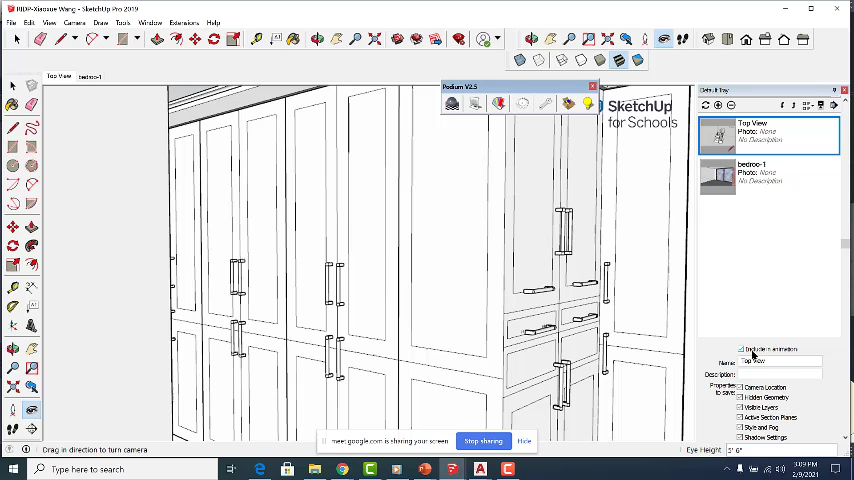 RIDP-Xiaoxue Wang - SketchUp Pro 2019
File Edit View Camera Draw Tools Window Extensions Help
Top View bedroo-1
Podium V2.5
SketchUp
for Schools
Default Tray
Top View
Photo: None
No Description
bedroo-1
Photo: None
No Description
Include in animation
Name: Top View
Description:
Properties
to save:
Camera Location
Hidden Geometry
Visible Layers
Active Section Planes
Style and Fog
Shadow Settings
meet.google.com is sharing your screen Stop sharing Hide
Drag in direction to turn camera
Eye Height 5' 6"
Type here to search
3:09 PM
2/9/2021